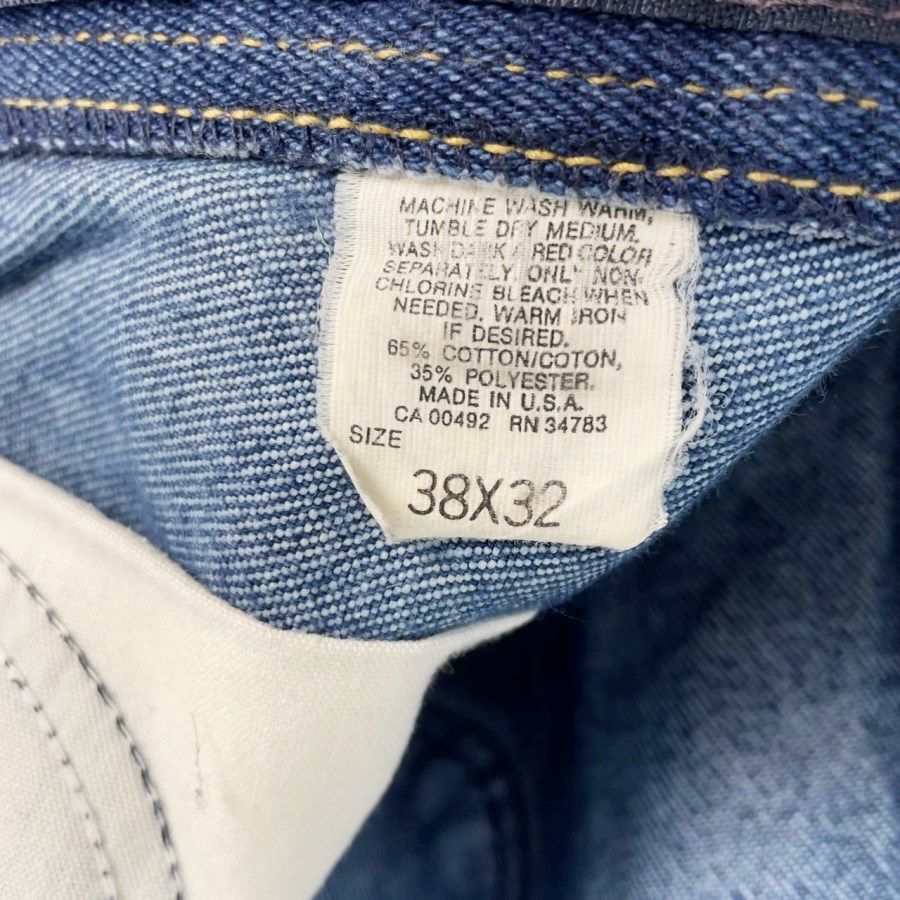 MACHINE WASH WARM,
TUMBLE DRY MEDIUM.
WASH DARK / RED COLOR
SEPARATELY ONLY NON-
CHLORINE BLEACH WHEN
NEEDED. WARM IRON
IF DESIRED.
65% COTTON/COTON,
35% POLYESTER.
MADE IN U.S.A.
CA 00492 RN 34783
SIZE
38X32